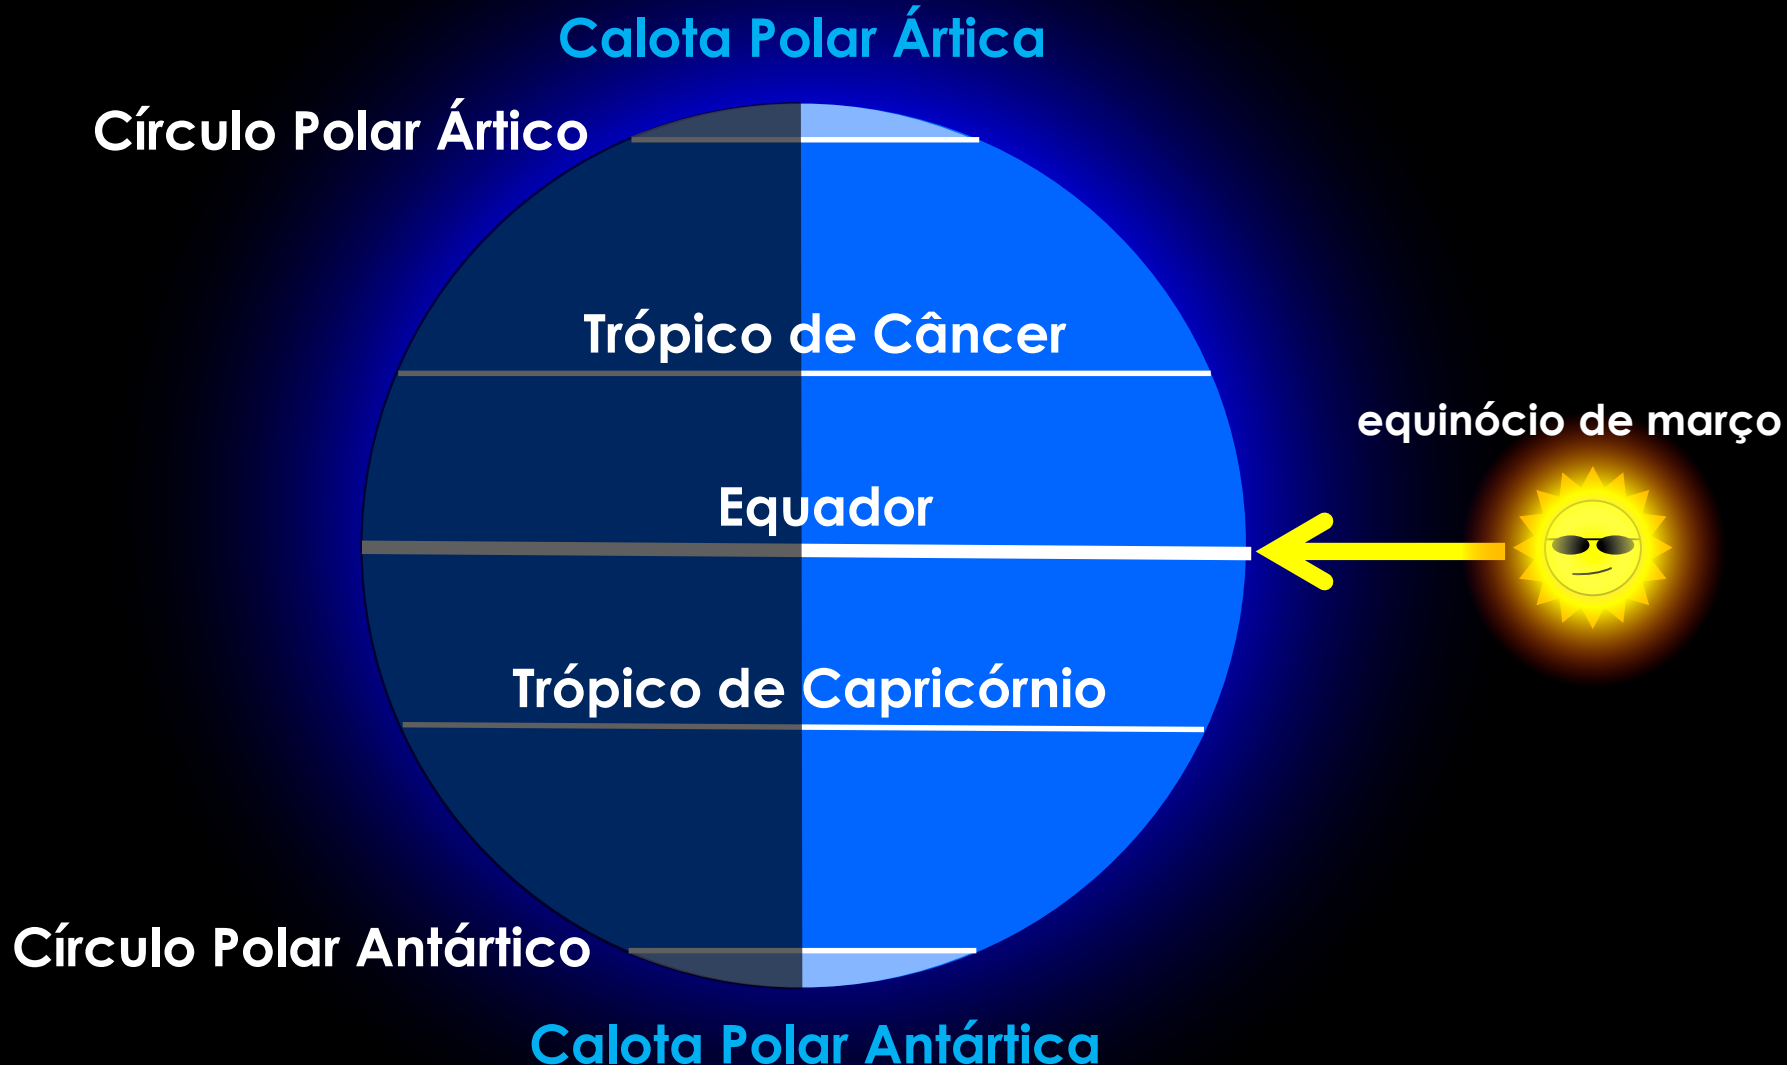 Calota Polar Ártica
Círculo Polar Ártico
Trópico de Câncer
equinócio de março
Equador
Trópico de Capricórnio
Círculo Polar Antártico
Calota Polar Antártica